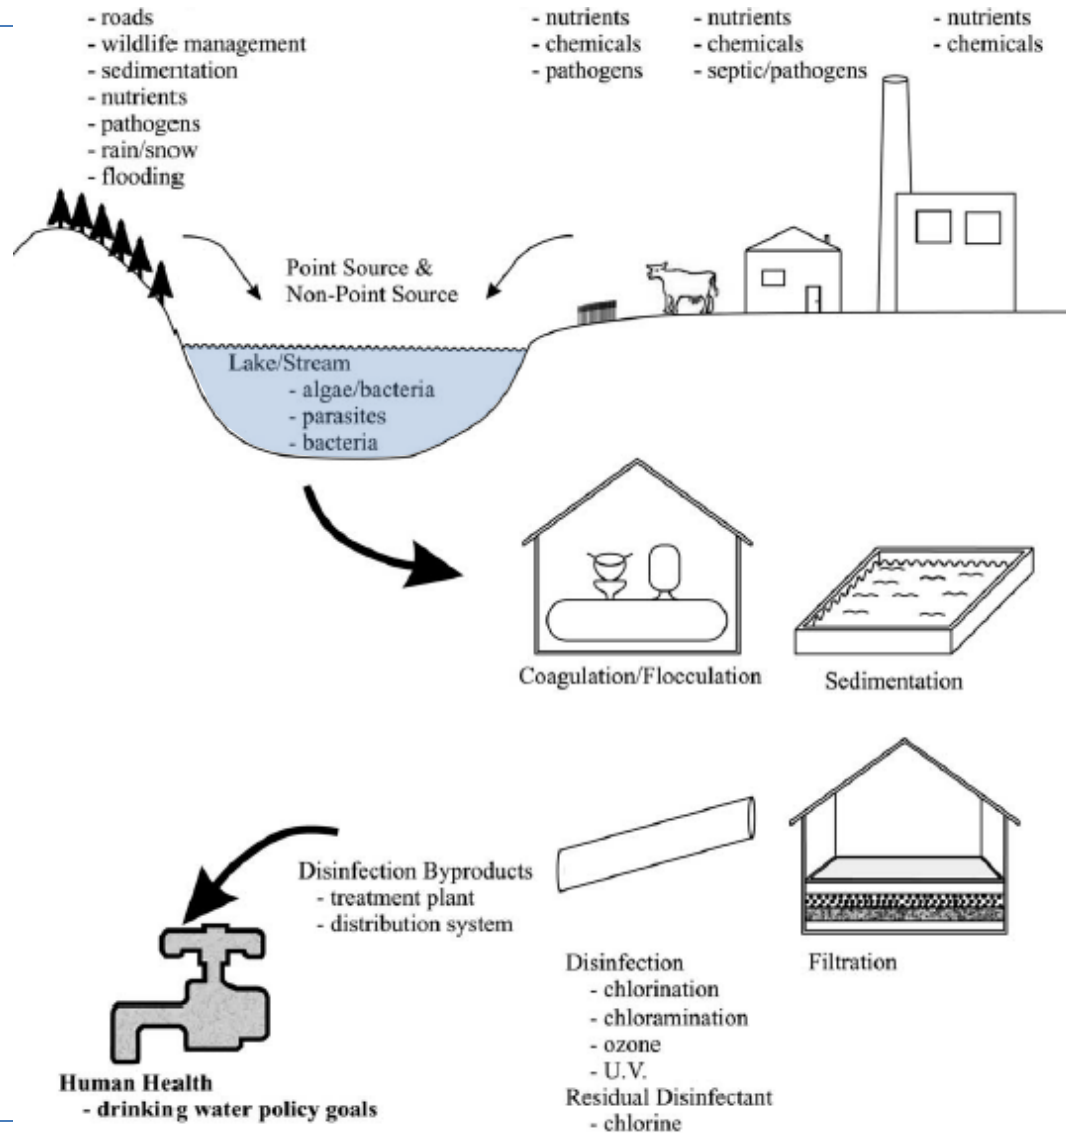 - roads
- wildlife management
- sedimentation
- nutrients
- pathogens
- rain/snow
- flooding
- nutrients
- chemicals
- pathogens
- nutrients
- chemicals
- septic/pathogens
- nutrients
- chemicals
Point Source &
Non-Point Source
Lake/Stream
- algae/bacteria
- parasites
- bacteria
Coagulation/Flocculation
Sedimentation
Filtration
Disinfection
- chlorination
- chloramination
- ozone
- U.V.
Residual Disinfectant
- chlorine
Disinfection Byproducts
- treatment plant
- distribution system
Human Health
- drinking water policy goals